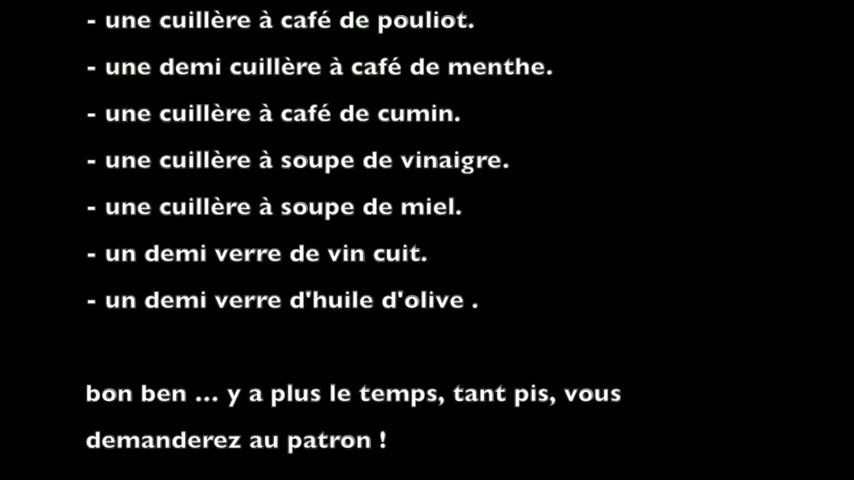 - une cuillère à café de pouliot.
- une demi cuillère à café de menthe.
- une cuillère à café de cumin.
- une cuillère à soupe de vinaigre.
- une cuillère à soupe de miel.
- un demi verre de vin cuit.
- un demi verre d'huile d'olive .
bon ben ... y a plus le temps, tant pis, vous
demanderez au patron !